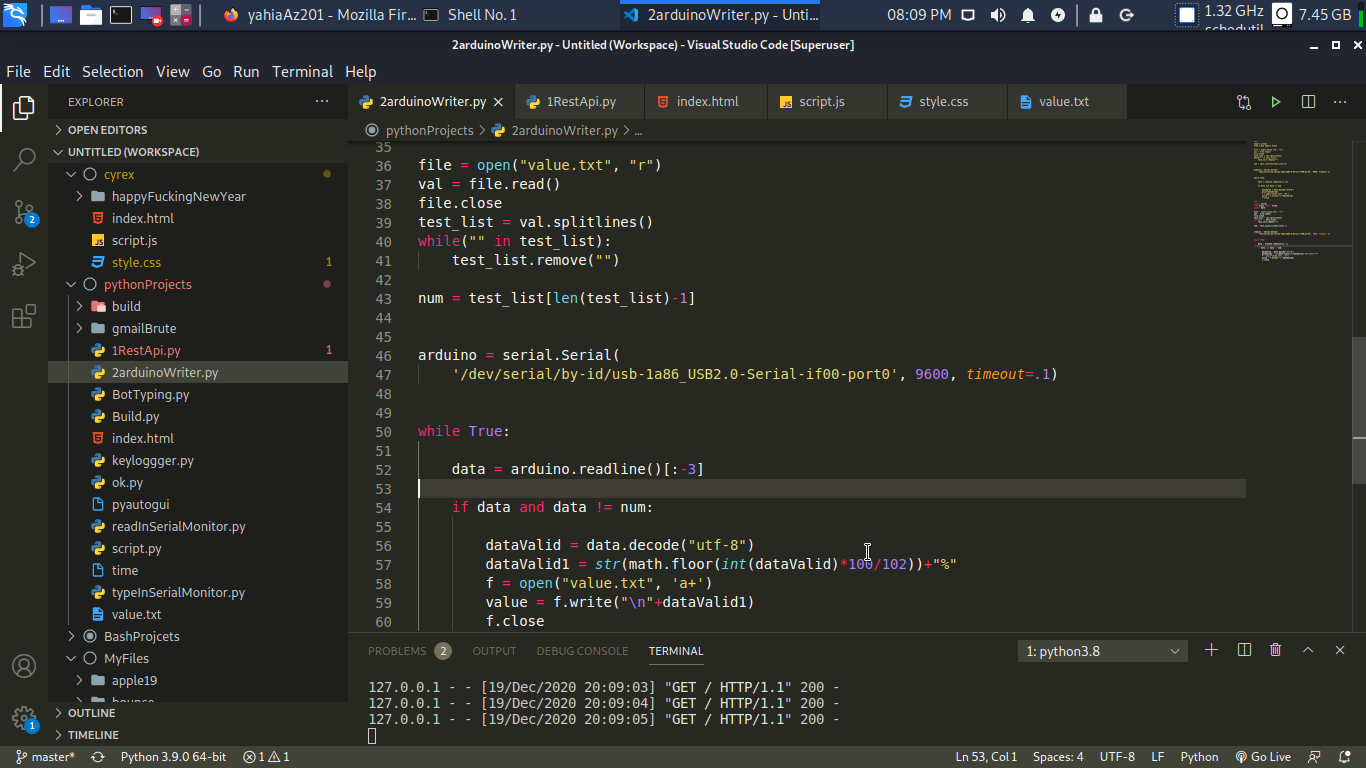 yahiaAz201 - Mozilla Fir...
Shell No. 1
2arduinoWriter.py - Unti...
08:09 PM
1.32 GHz
schedutil
7.45 GB
2arduinoWriter.py - Untitled (Workspace) - Visual Studio Code [Superuser]
File Edit Selection View Go Run Terminal Help
EXPLORER ...
OPEN EDITORS
UNTITLED (WORKSPACE)
cyrex
happyFuckingNewYear
index.html
script.js
style.css 1
pythonProjects
build
gmailBrute
1RestApi.py 1
2arduinoWriter.py
BotTyping.py
Build.py
index.html
keyloggger.py
ok.py
pyautogui
readInSerialMonitor.py
script.py
time
typeInSerialMonitor.py
value.txt
BashProjcets
MyFiles
apple19
bounce
OUTLINE
TIMELINE
2
1
2arduinoWriter.py 1RestApi.py index.html script.js style.css value.txt
pythonProjects > 2arduinoWriter.py > ...
35
36 file = open("value.txt", "r")
37 val = file.read()
38 file.close
39 test_list = val.splitlines()
40 while("" in test_list):
41 test_list.remove("")
42
43 num = test_list[len(test_list)-1]
44
45
46 arduino = serial.Serial(
47 '/dev/serial/by-id/usb-1a86_USB2.0-Serial-if00-port0', 9600, timeout=.1)
48
49
50 while True:
51
52 data = arduino.readline()[:-3]
53
54 if data and data != num:
55
56 dataValid = data.decode("utf-8")
57 dataValid1 = str(math.floor(int(dataValid)*100/102))+"%"
58 f = open("value.txt", 'a+')
59 value = f.write("\n"+dataValid1)
60 f.close
PROBLEMS 2 OUTPUT DEBUG CONSOLE TERMINAL 1: python3.8
127.0.0.1 - - [19/Dec/2020 20:09:03] "GET / HTTP/1.1" 200 -
127.0.0.1 - - [19/Dec/2020 20:09:04] "GET / HTTP/1.1" 200 -
127.0.0.1 - - [19/Dec/2020 20:09:05] "GET / HTTP/1.1" 200 -
master* Python 3.9.0 64-bit 1 1 Ln 53, Col 1 Spaces: 4 UTF-8 LF Python Go Live